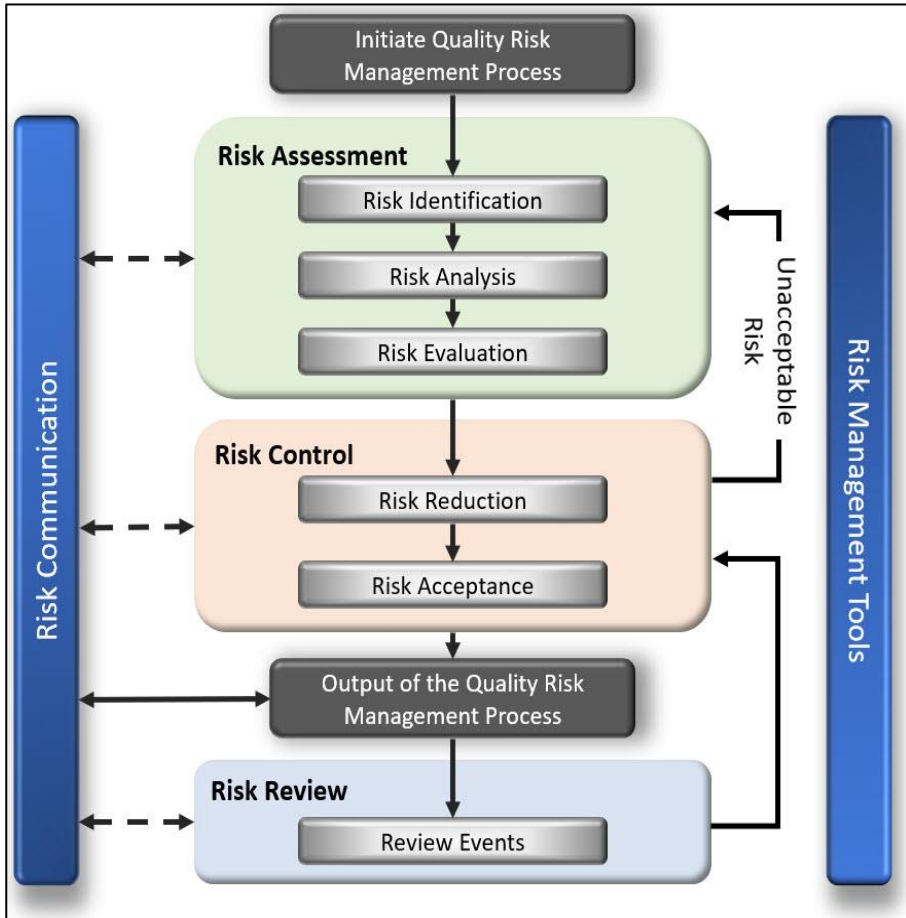 Initiate Quality Risk
Management Process
Risk Assessment
Risk Identification
Risk Analysis
Risk Evaluation
Risk Control
Risk Reduction
Risk Acceptance
Output of the Quality Risk
Management Process
Risk Review
Review Events
Risk Communication
Unacceptable
Risk
Risk Management Tools